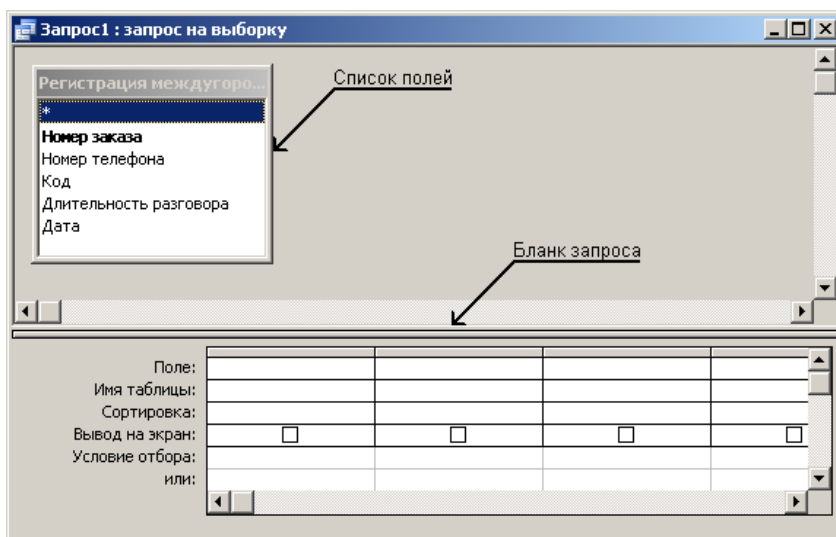 Запрос1 : запрос на выборку
Список полей
Регистрация междугоро...
*
Номер заказа
Номер телефона
Код
Длительность разговора
Дата
Бланк запроса
Поле:
Имя таблицы:
Сортировка:
Вывод на экран:
Условие отбора:
или: